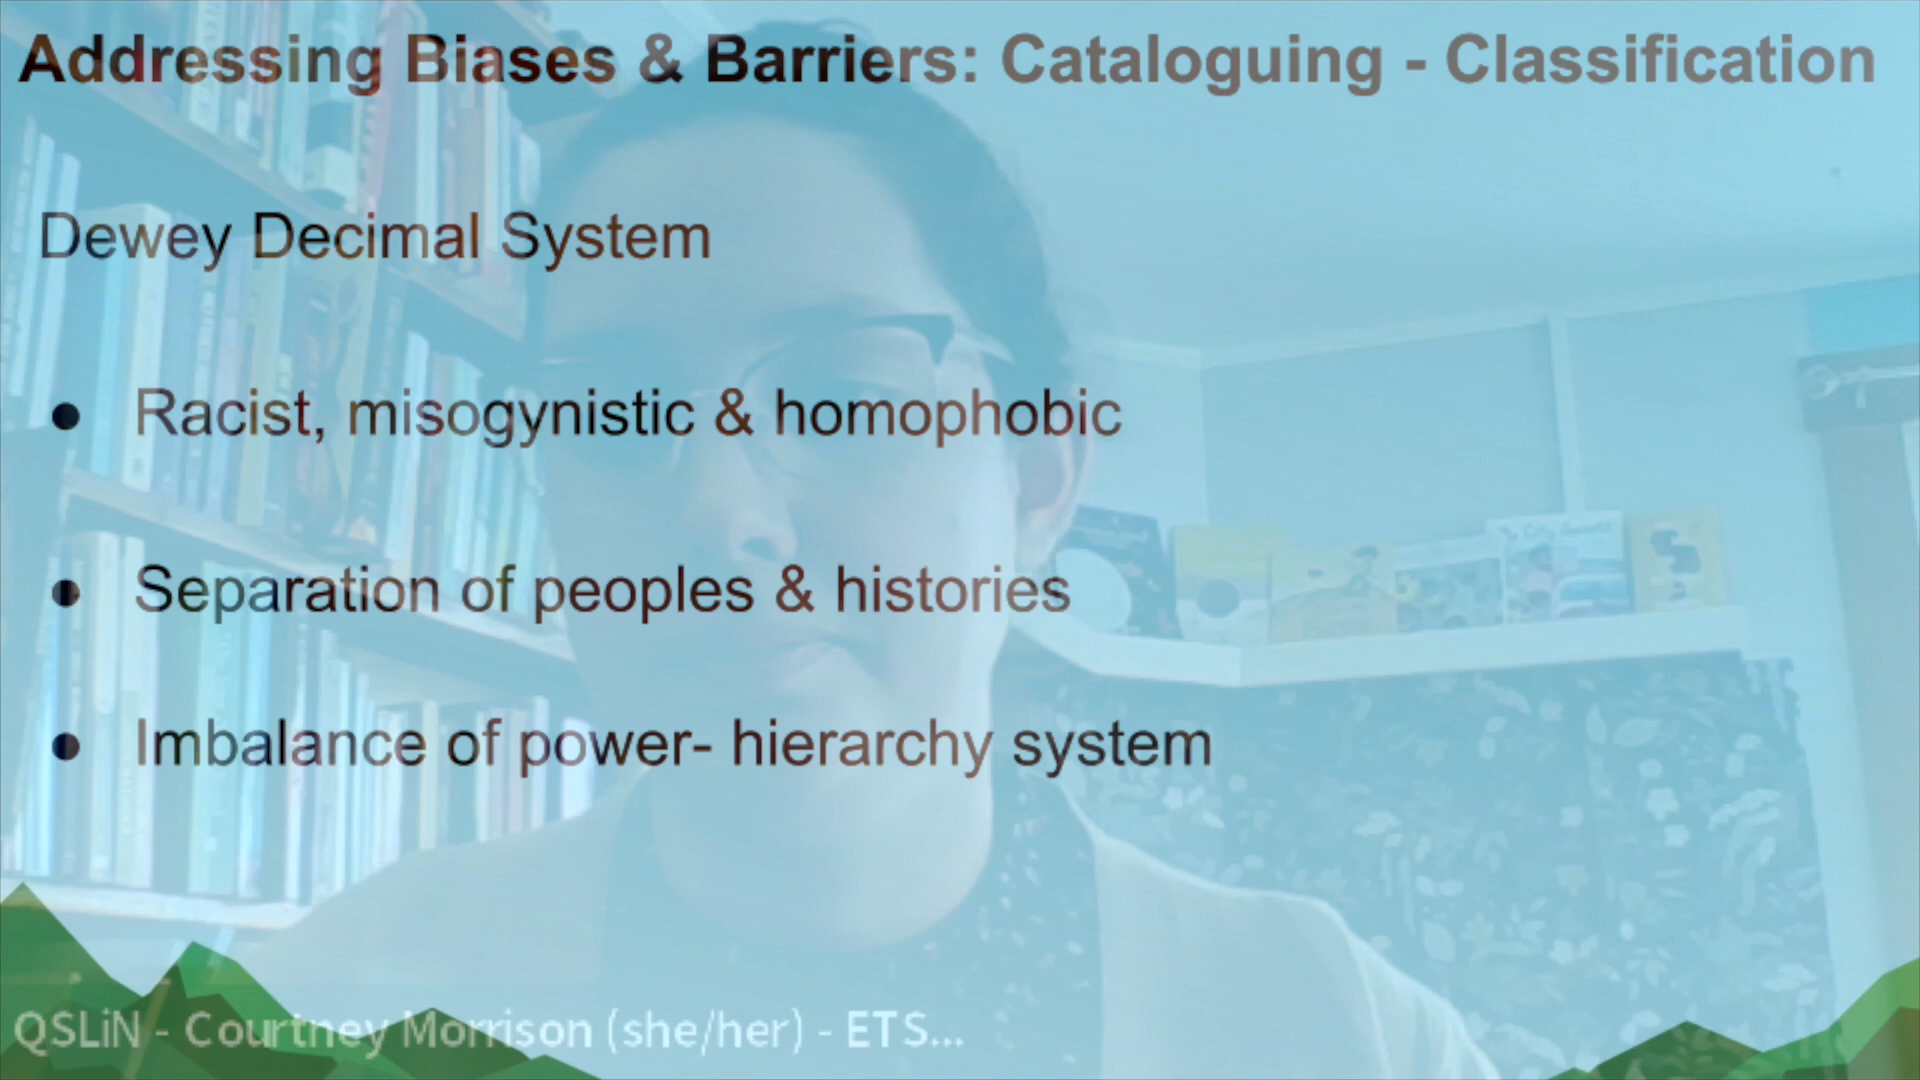 Addressing Biases & Barriers: Cataloguing - Classification
Dewey Decimal System
● Racist, misogynistic & homophobic
● Separation of peoples & histories
● Imbalance of power- hierarchy system
QSLiN - Courtney Morrison (she/her) - ETS...